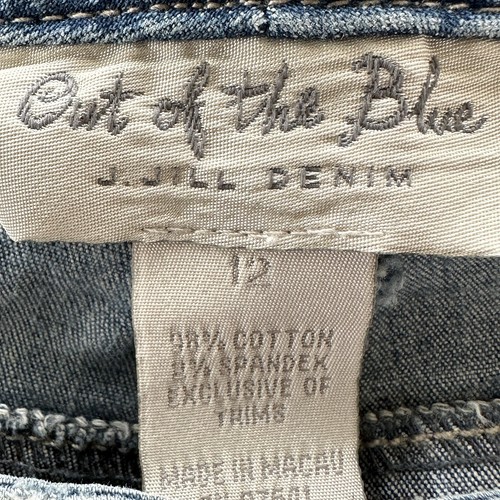 Out of the Blue
J.JILL DENIM
12
98% COTTON
2% SPANDEX
EXCLUSIVE OF
TRIMS
MADE IN MACAU